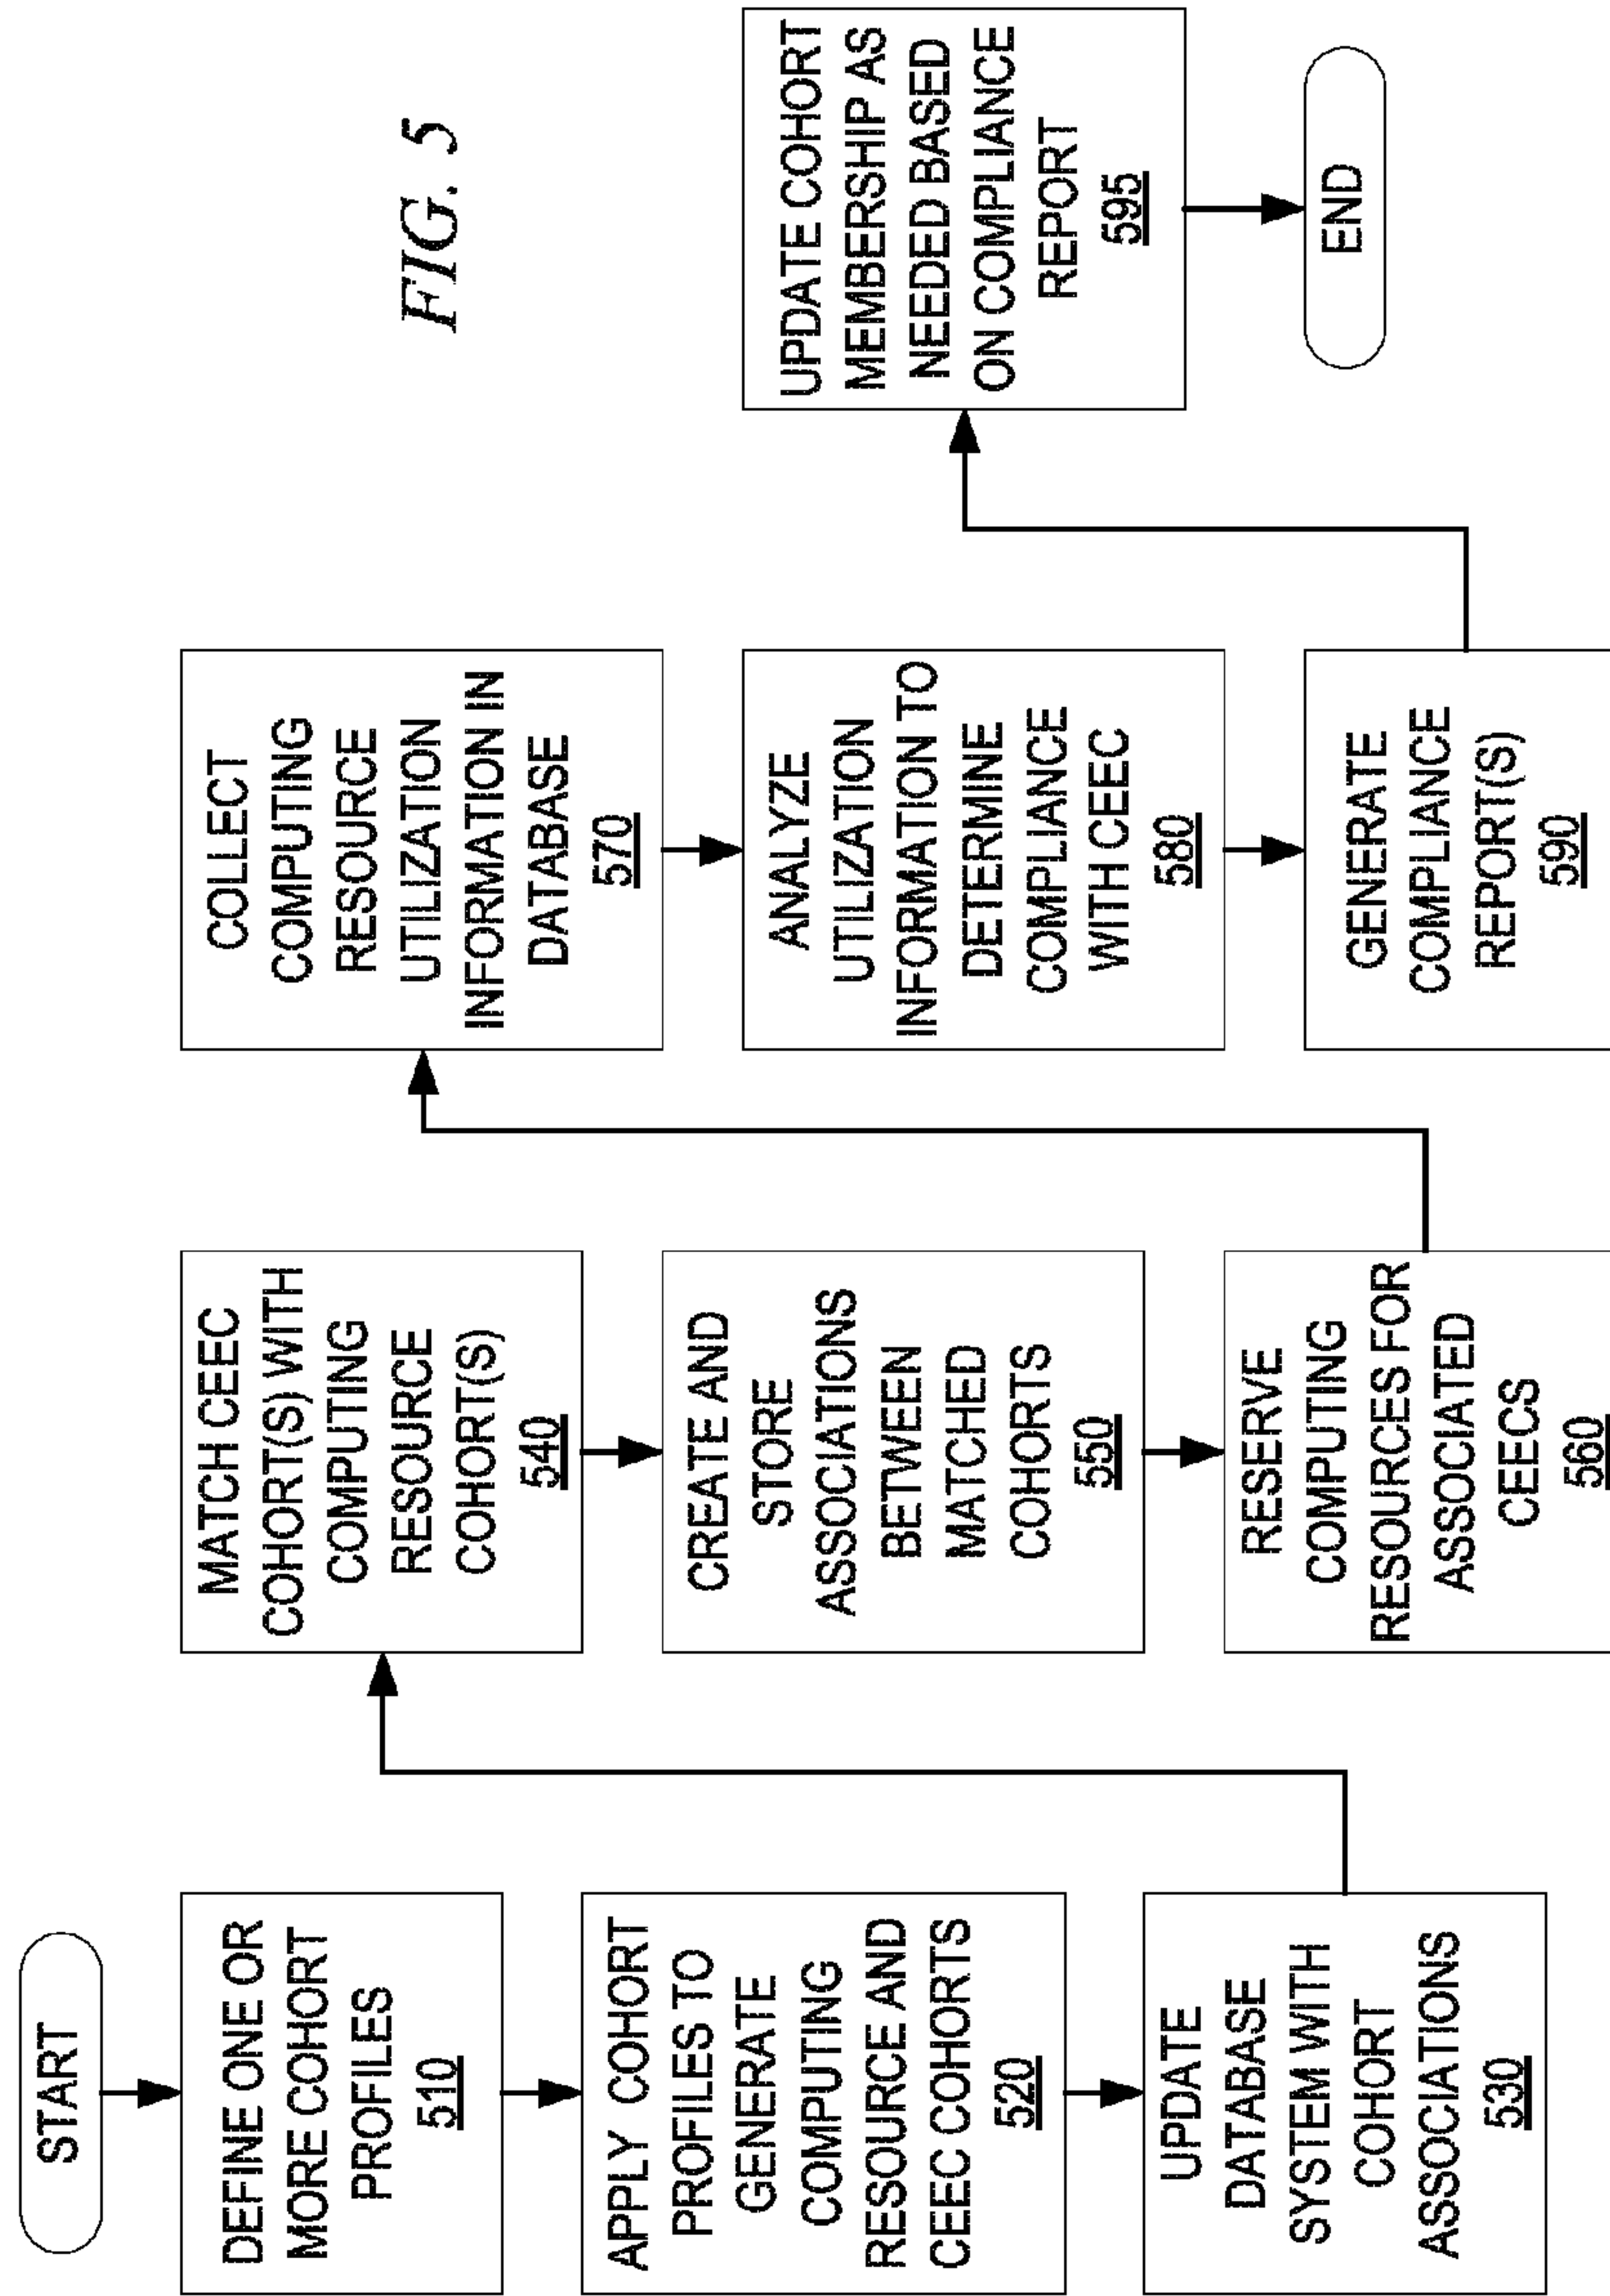 START
DEFINE ONE OR
MORE COHORT
PROFILES
510
APPLY COHORT
PROFILES TO
GENERATE
COMPUTING
RESOURCE AND
CEEC COHORTS
520
UPDATE
DATABASE
SYSTEM WITH
COHORT
ASSOCIATIONS
530
MATCH CEEC
COHORT(S) WITH
COMPUTING
RESOURCE
COHORT(S)
540
CREATE AND
STORE
ASSOCIATIONS
BETWEEN
MATCHED
COHORTS
550
RESERVE
COMPUTING
RESOURCES FOR
ASSOCIATED
CEECS
560
COLLECT
COMPUTING
RESOURCE
UTILIZATION
INFORMATION IN
DATABASE
570
ANALYZE
UTILIZATION
INFORMATION TO
DETERMINE
COMPLIANCE
WITH CEEC
580
GENERATE
COMPLIANCE
REPORT(S)
590
FIG. 5
UPDATE COHORT
MEMBERSHIP AS
NEEDED BASED
ON COMPLIANCE
REPORT
595
END